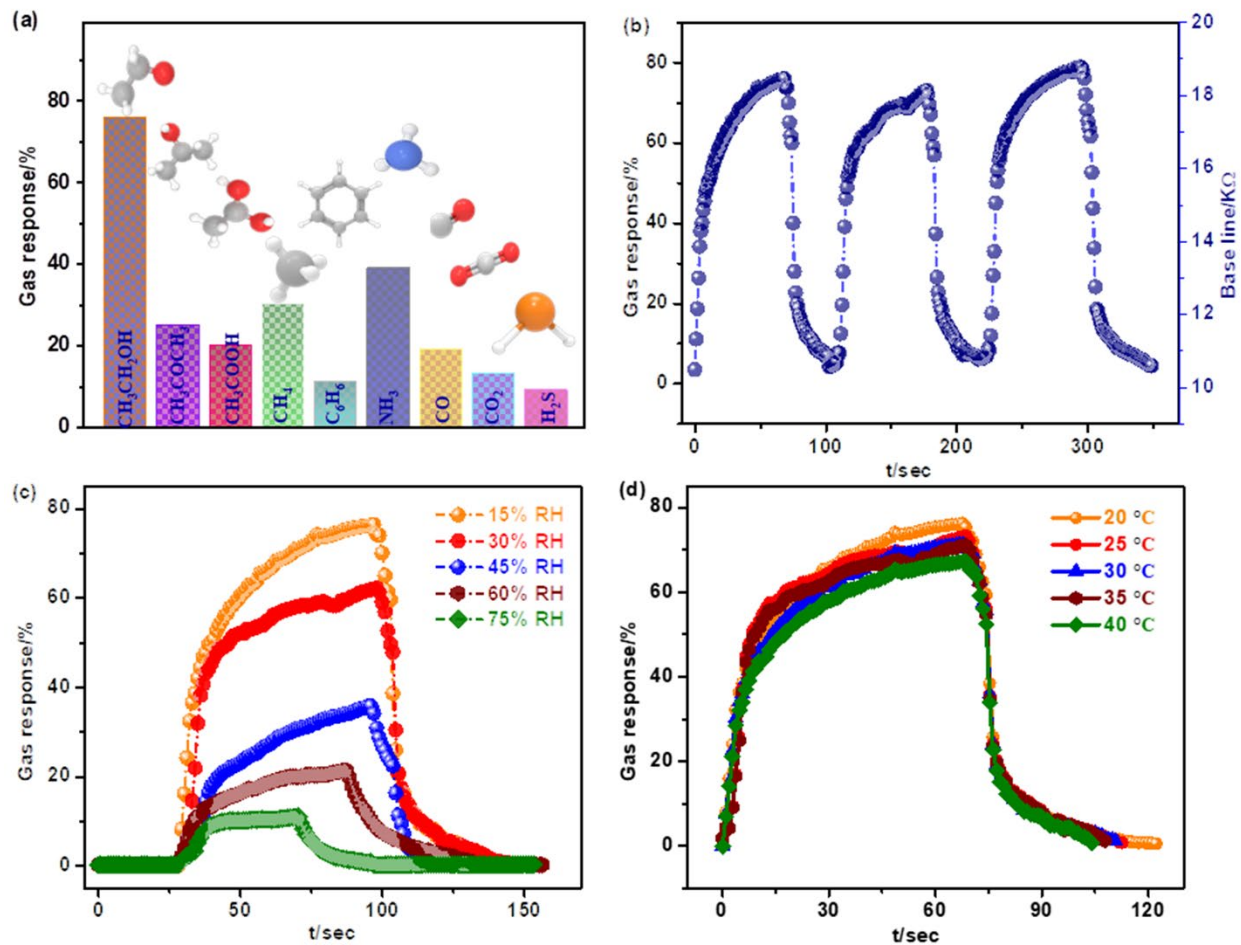 (a)
Gas response/%
80
60
40
20
0
CH₃CH₂OH
CH₃COCH₃
CH₃COOH
CH₄
C₆H₆
NH₃
CO
CO₂
H₂S
(b)
Gas response/%
80
60
40
20
0
0 100 200 300
t/sec
20
18
16
14
12
10
Base line/KΩ
(c)
Gas response/%
80
60
40
20
0
0 50 100 150
t/sec
15% RH
30% RH
45% RH
60% RH
75% RH
(d)
Gas response/%
80
60
40
20
0
0 30 60 90 120
t/sec
20 °C
25 °C
30 °C
35 °C
40 °C